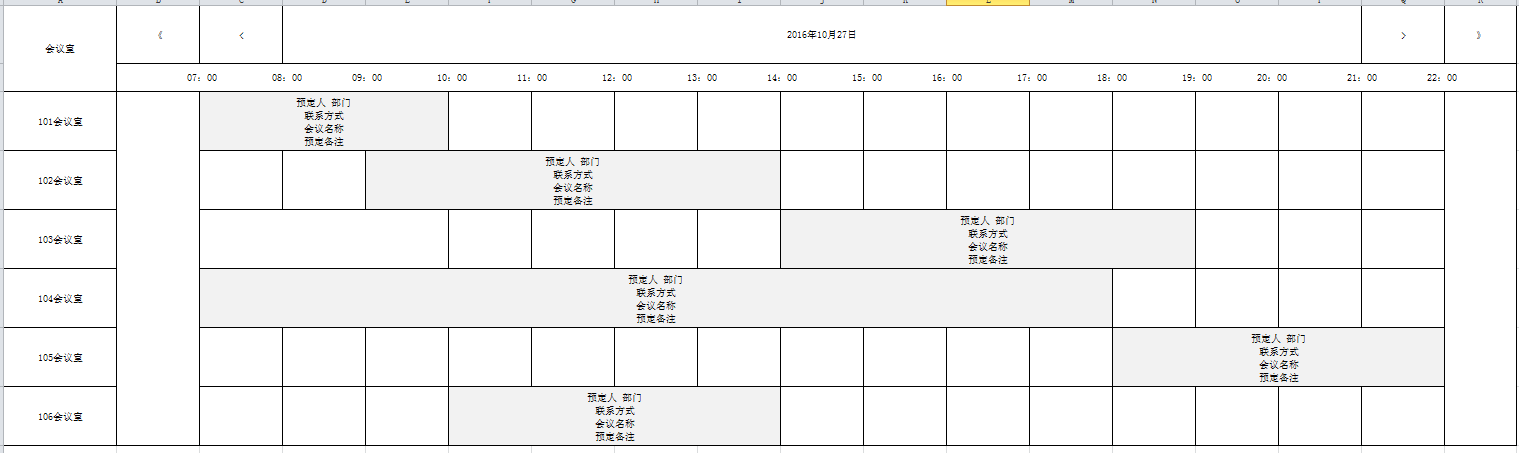 会议室
《
<
2016年10月27日
>
》
07：00 08：00 09：00 10：00 11：00 12：00 13：00 14：00 15：00 16：00 17：00 18：00 19：00 20：00 21：00 22：00
101会议室
预定人 部门
联系方式
会议名称
预定备注
102会议室
预定人 部门
联系方式
会议名称
预定备注
103会议室
预定人 部门
联系方式
会议名称
预定备注
104会议室
预定人 部门
联系方式
会议名称
预定备注
105会议室
预定人 部门
联系方式
会议名称
预定备注
106会议室
预定人 部门
联系方式
会议名称
预定备注